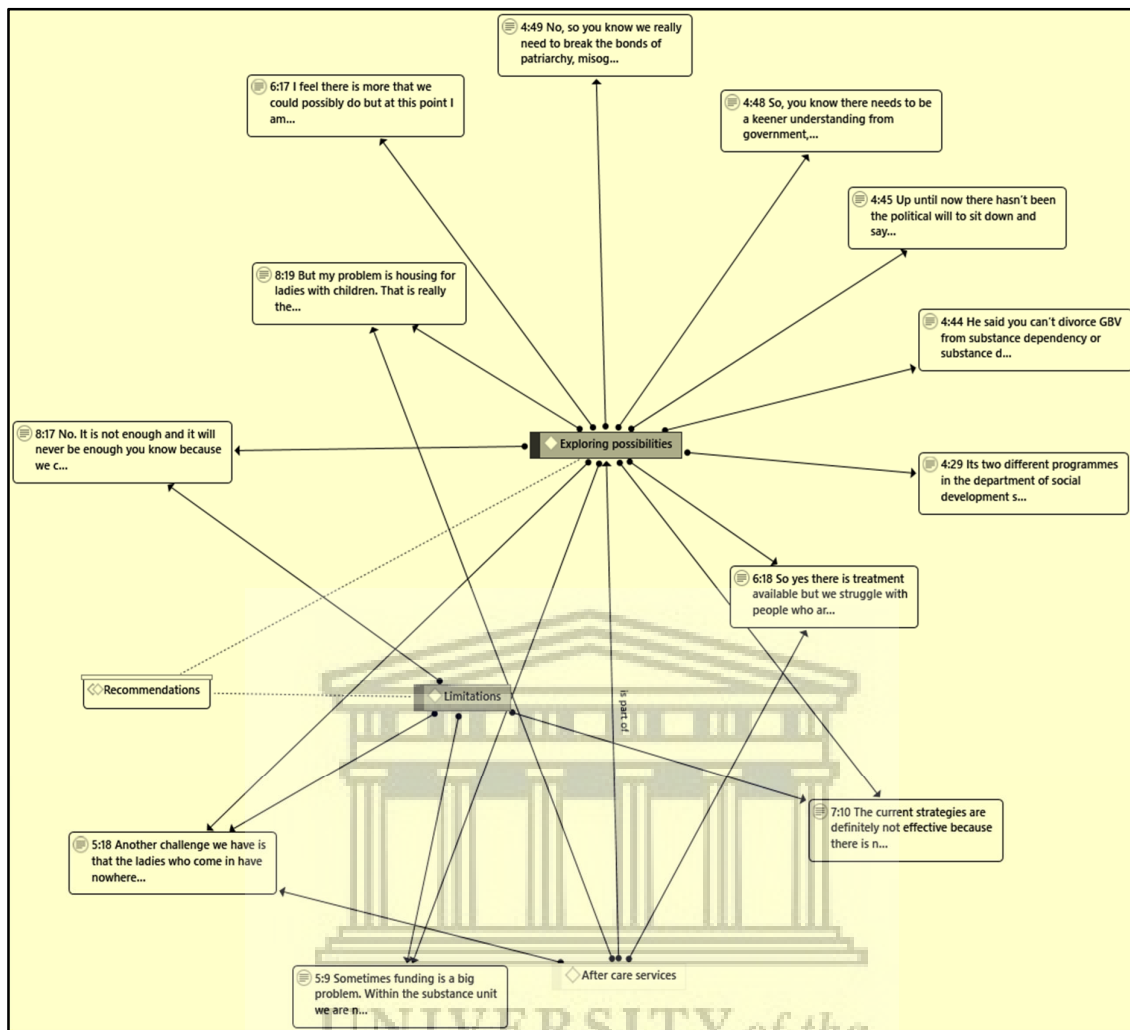 4:49 No, so you know we really
need to break the bonds of
patriarchy, misog...
6:17 I feel there is more that we
could possibly do but at this point I
am...
4:48 So, you know there needs to be
a keener understanding from
government,...
4:45 Up until now there hasn't been
the political will to sit down and
say...
8:19 But my problem is housing for
ladies with children. That is really
the...
4:44 He said you can't divorce GBV
from substance dependency or
substance d...
8:17 No. It is not enough and it will
never be enough you know because
we c...
Exploring possibilities
4:29 Its two different programmes
in the department of social
development s...
6:18 So yes there is treatment
available but we struggle with
people who ar...
Recommendations
Limitations
is part of
7:10 The current strategies are
definitely not effective because
there is n...
5:18 Another challenge we have is
that the ladies who come in have
nowhere...
5:9 Sometimes funding is a big
problem. Within the substance unit
we are n...
After care services
UNIVERSITY of the